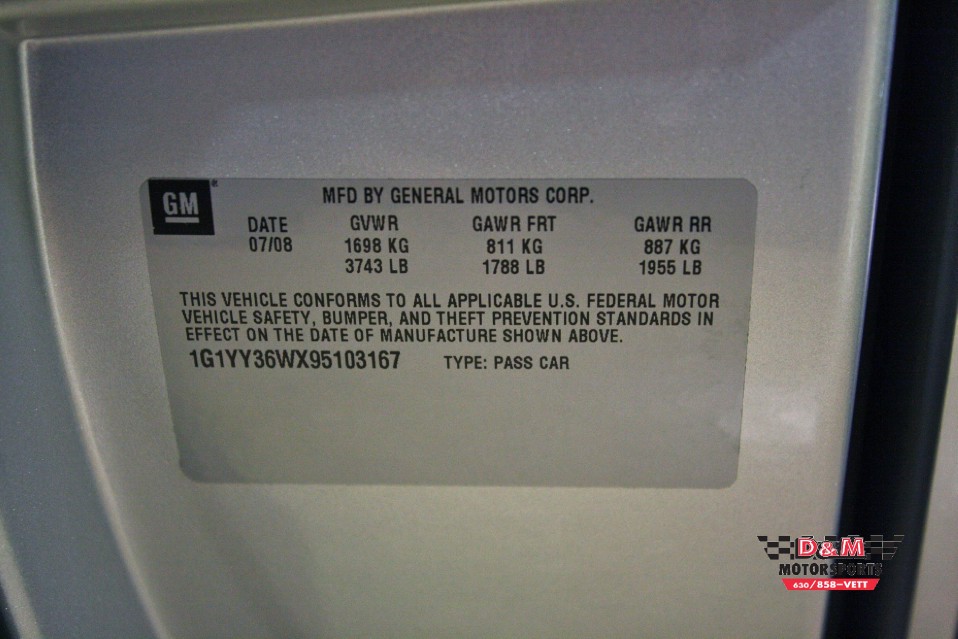 GM®
MFD BY GENERAL MOTORS CORP.
DATE GVWR GAWR FRT GAWR RR
07/08 1698 KG 811 KG 887 KG
3743 LB 1788 LB 1955 LB
THIS VEHICLE CONFORMS TO ALL APPLICABLE U.S. FEDERAL MOTOR
VEHICLE SAFETY, BUMPER, AND THEFT PREVENTION STANDARDS IN
EFFECT ON THE DATE OF MANUFACTURE SHOWN ABOVE.
1G1YY36WX95103167 TYPE: PASS CAR
D&M
MOTORSPORTS
630/858-VETT